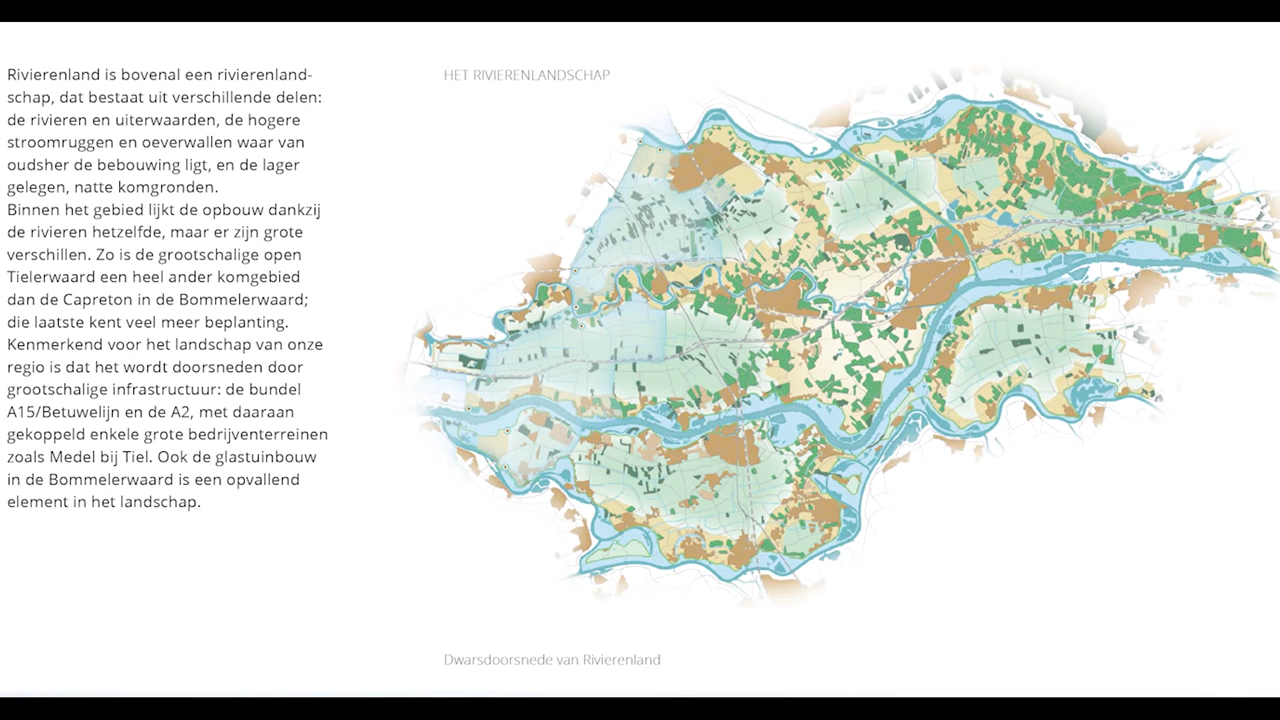 Rivierenland is bovenal een rivierenland-
schap, dat bestaat uit verschillende delen:
de rivieren en uiterwaarden, de hogere
stroomruggen en oeverwallen waar van
oudsher de bebouwing ligt, en de lager
gelegen, natte komgronden.
Binnen het gebied lijkt de opbouw dankzij
de rivieren hetzelfde, maar er zijn grote
verschillen. Zo is de grootschalige open
Tielerwaard een heel ander komgebied
dan de Capreton in de Bommelerwaard;
die laatste kent veel meer beplanting.
Kenmerkend voor het landschap van onze
regio is dat het wordt doorsneden door
grootschalige infrastructuur: de bundel
A15/Betuwelijn en de A2, met daaraan
gekoppeld enkele grote bedrijventerreinen
zoals Medel bij Tiel. Ook de glastuinbouw
in de Bommelerwaard is een opvallend
element in het landschap.
HET RIVIERENLANDSCHAP
Dwarsdoorsnede van Rivierenland